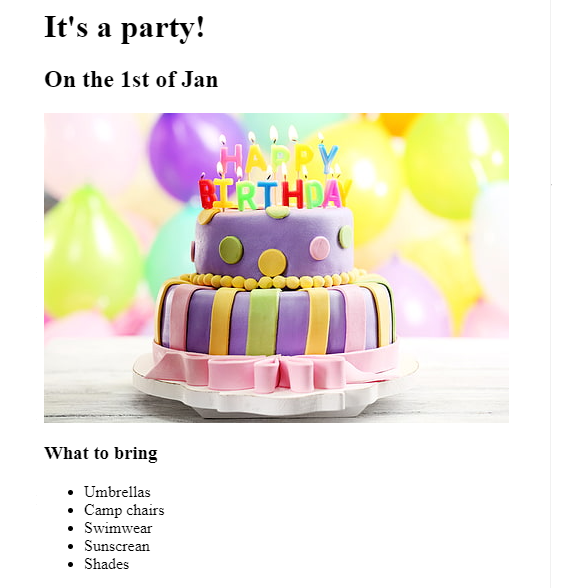 It's a party!
On the 1st of Jan
HAPPY
BIRTHDAY
What to bring
Umbrellas
Camp chairs
Swimwear
Sunscrean
Shades